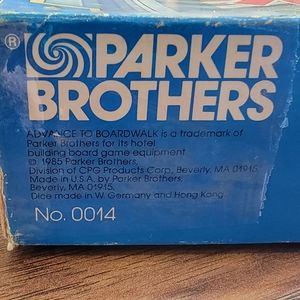 ® PARKER
BROTHERS
ADVANCE TO BOARDWALK is a trademark of
Parker Brothers for its hotel
building board game equipment.
© 1985 Parker Brothers,
Division of CPG Products Corp., Beverly, MA 01915
Made in U.S.A. by Parker Brothers,
Beverly, MA 01915.
Dice made in W. Germany and Hong Kong
No. 0014